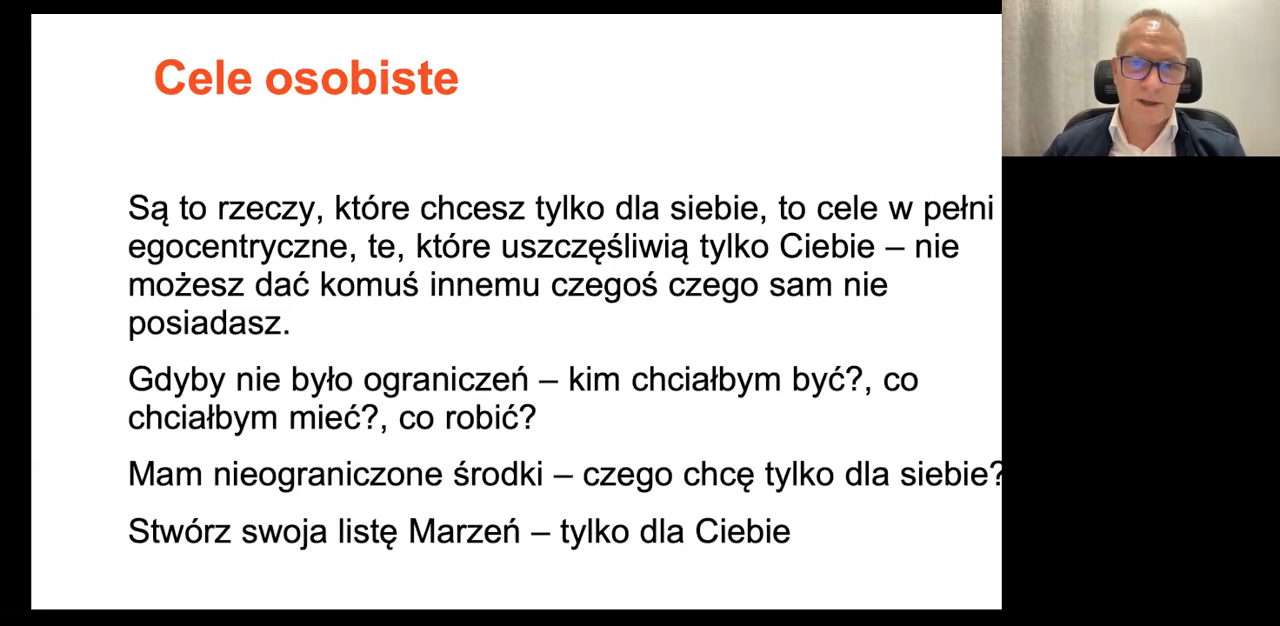 Cele osobiste
Są to rzeczy, które chcesz tylko dla siebie, to cele w pełni
egocentryczne, te, które uszczęśliwią tylko Ciebie – nie
możesz dać komuś innemu czegoś czego sam nie
posiadasz.
Gdyby nie było ograniczeń – kim chciałbym być?, co
chciałbym mieć?, co robić?
Mam nieograniczone środki – czego chcę tylko dla siebie?
Stwórz swoja listę Marzeń – tylko dla Ciebie